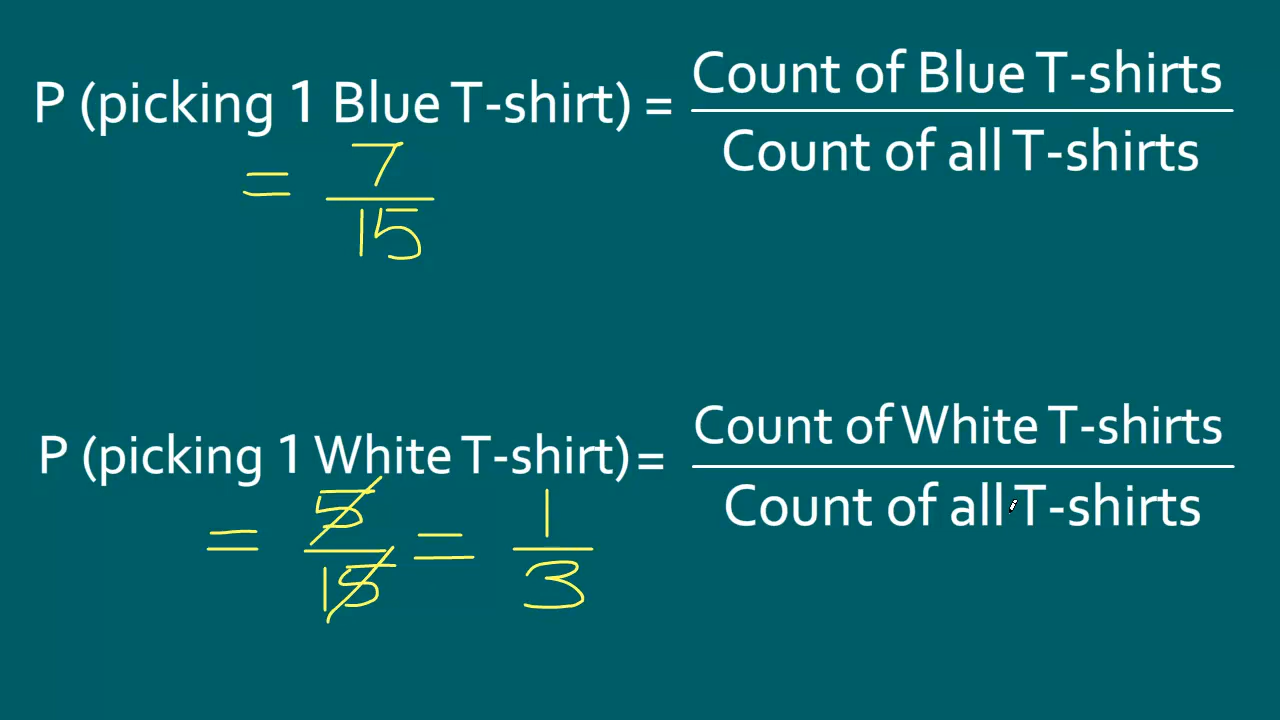 P (picking 1 Blue T-shirt) = Count of Blue T-shirts
Count of all T-shirts
= 7
15
P (picking 1 White T-shirt) = Count of White T-shirts
Count of all T-shirts
= 5 = 1
15 3